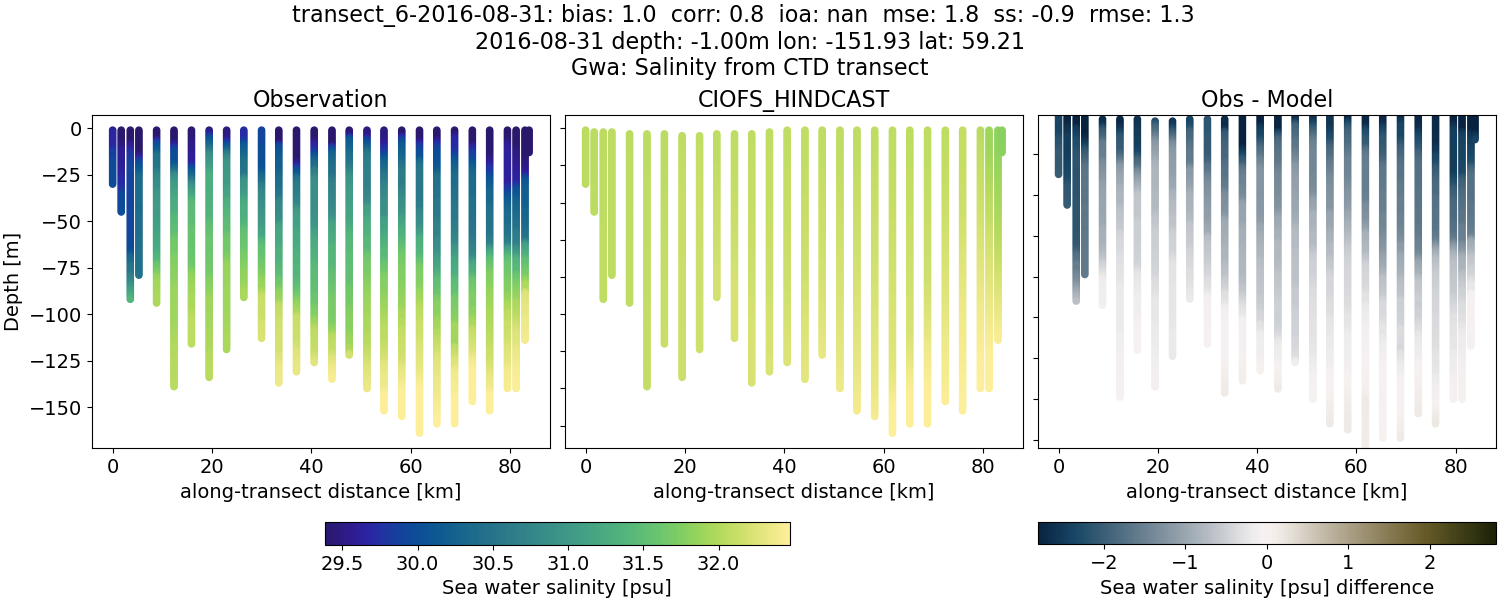 transect_6-2016-08-31: bias: 1.0  corr: 0.8  ioa: nan  mse: 1.8  ss: -0.9  rmse: 1.3
2016-08-31 depth: -1.00m lon: -151.93 lat: 59.21
Gwa: Salinity from CTD transect
Observation
CIOFS_HINDCAST
Obs - Model
Depth [m]
0
−25
−50
−75
−100
−125
−150
0 20 40 60 80
0 20 40 60 80
0 20 40 60 80
along-transect distance [km]
along-transect distance [km]
along-transect distance [km]
29.5 30.0 30.5 31.0 31.5 32.0
Sea water salinity [psu]
−2 −1 0 1 2
Sea water salinity [psu] difference